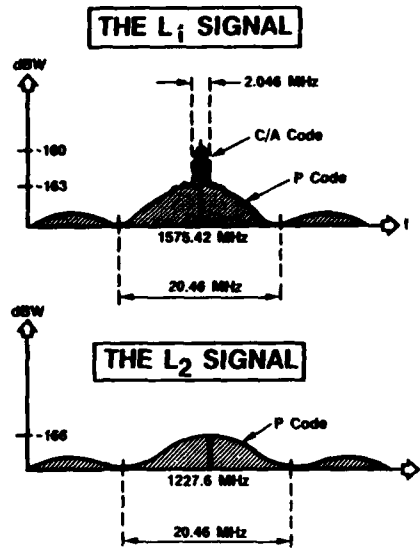 THE L1 SIGNAL
dBW
2.046 MHz
C/A Code
-160
P Code
-163
f
1575.42 MHz
20.46 MHz
dBW
THE L2 SIGNAL
P Code
-166
1227.6 MHz
20.46 MHz